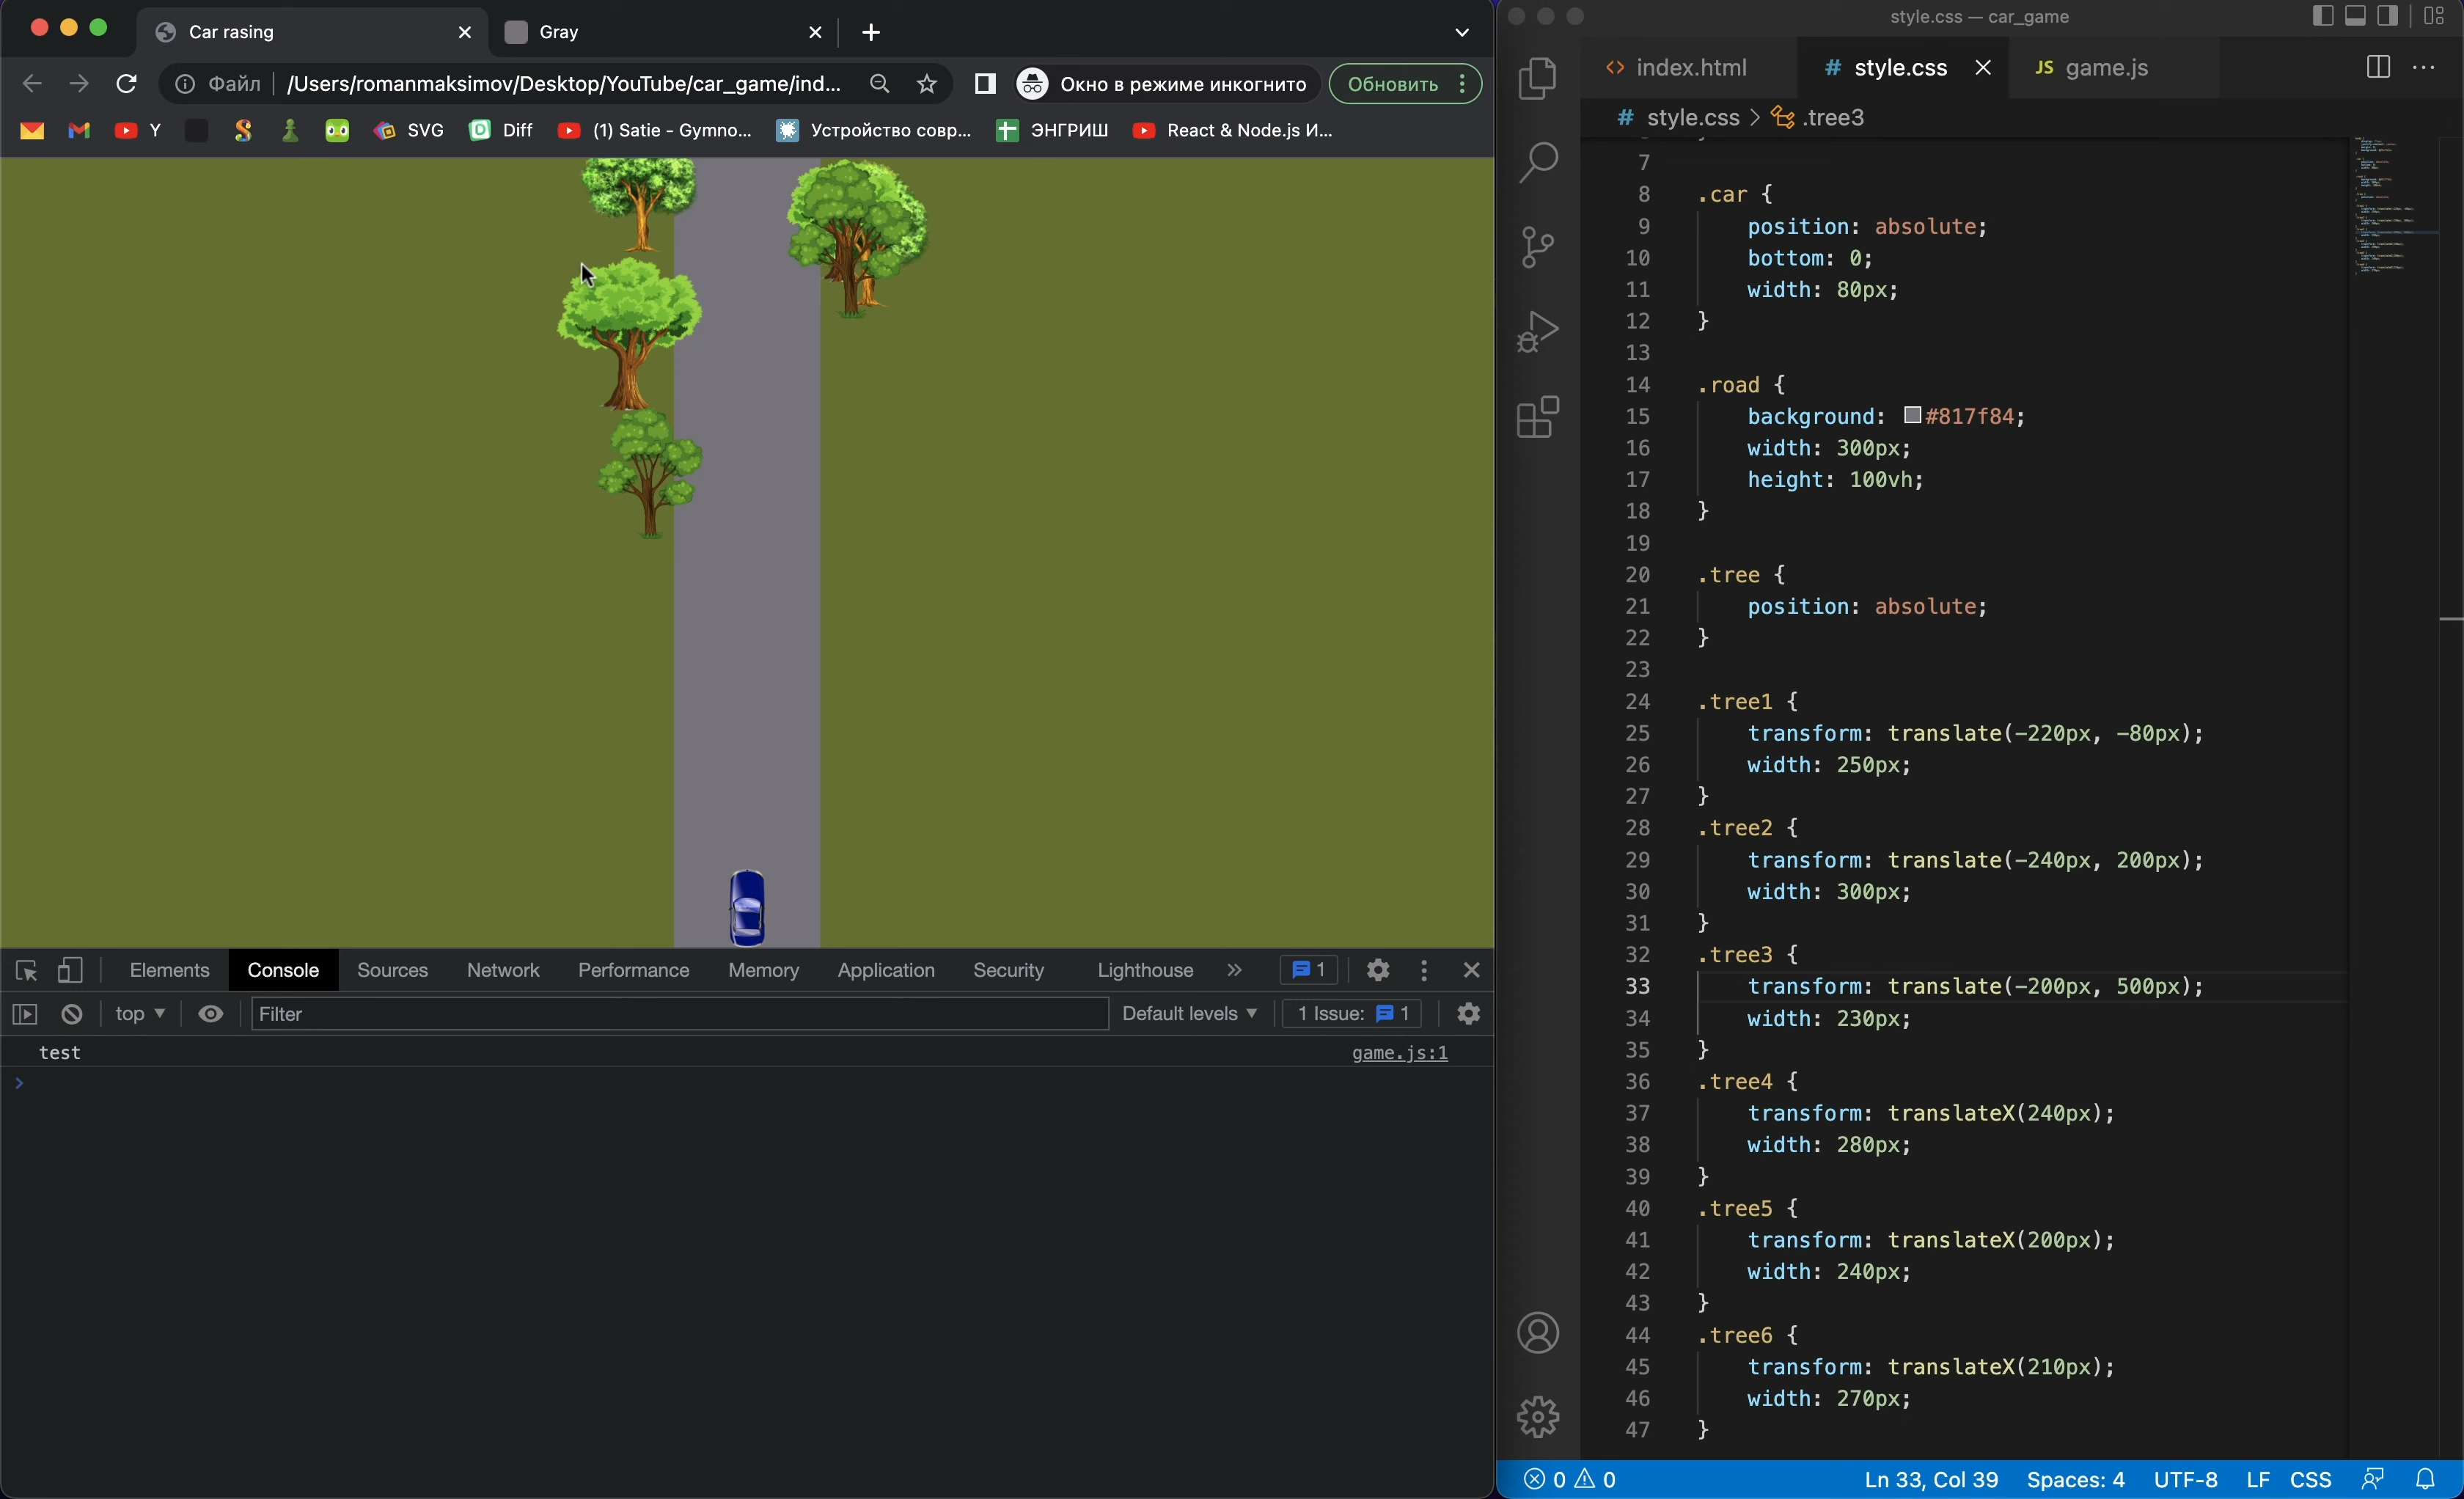 Car rasing
Gray
Файл
/Users/romanmaksimov/Desktop/YouTube/car_game/ind...
Окно в режиме инкогнито
Обновить
Y
SVG
Diff
(1) Satie - Gymno...
Устройство совр...
ЭНГРИШ
React & Node.js И...
Elements
Console
Sources
Network
Performance
Memory
Application
Security
Lighthouse
1
top
Filter
Default levels
1 Issue:
1
test
game.js:1
style.css — car_game
index.html
# style.css
JS game.js
# style.css > .tree3
7
8 .car {
9 position: absolute;
10 bottom: 0;
11 width: 80px;
12 }
13
14 .road {
15 background: #817f84;
16 width: 300px;
17 height: 100vh;
18 }
19
20 .tree {
21 position: absolute;
22 }
23
24 .tree1 {
25 transform: translate(-220px, -80px);
26 width: 250px;
27 }
28 .tree2 {
29 transform: translate(-240px, 200px);
30 width: 300px;
31 }
32 .tree3 {
33 transform: translate(-200px, 500px);
34 width: 230px;
35 }
36 .tree4 {
37 transform: translateX(240px);
38 width: 280px;
39 }
40 .tree5 {
41 transform: translateX(200px);
42 width: 240px;
43 }
44 .tree6 {
45 transform: translateX(210px);
46 width: 270px;
47 }
0 0
Ln 33, Col 39
Spaces: 4
UTF-8
LF
CSS